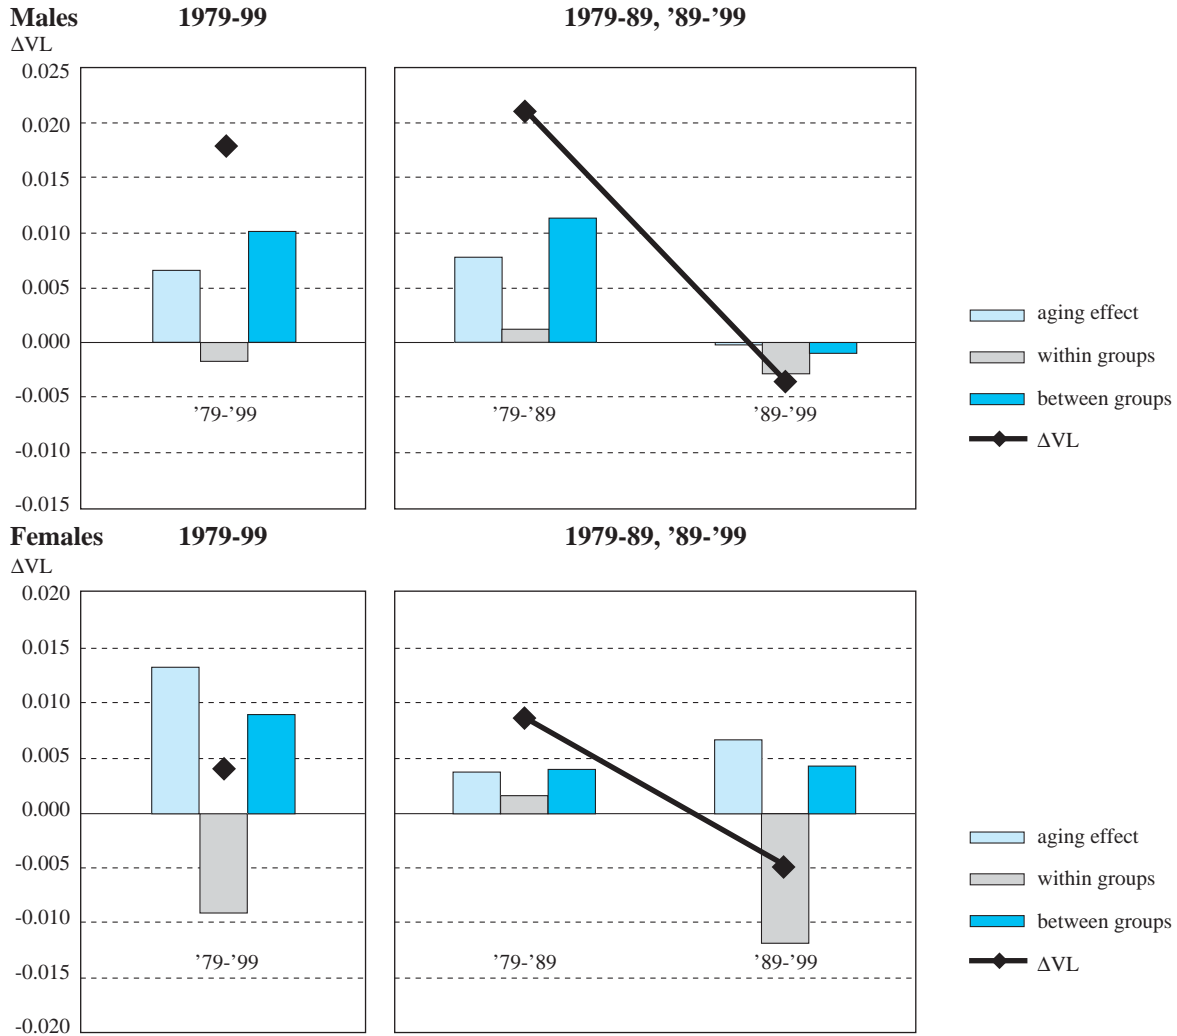 Males 1979-99 1979-89, ’89-’99
ΔVL
0.025
0.020
0.015
0.010
0.005
0.000
-0.005
-0.010
-0.015
’79-’99 ’79-’89 ’89-’99
aging effect
within groups
between groups
ΔVL
Females 1979-99 1979-89, ’89-’99
ΔVL
0.020
0.015
0.010
0.005
0.000
-0.005
-0.010
-0.015
-0.020
’79-’99 ’79-’89 ’89-’99
aging effect
within groups
between groups
ΔVL